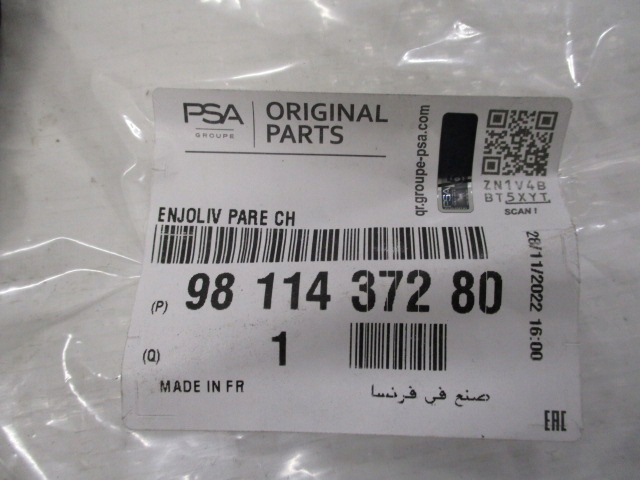 PSA
GROUPE
ORIGINAL
PARTS
qr.groupe-psa.com
ZN1V4B
BT5XYT
SCAN !
ENJOLIV PARE CH
28/11/2022 16:00
(P) 98 114 372 80
(Q) 1
MADE IN FR
صنع في فرنسا
EAC